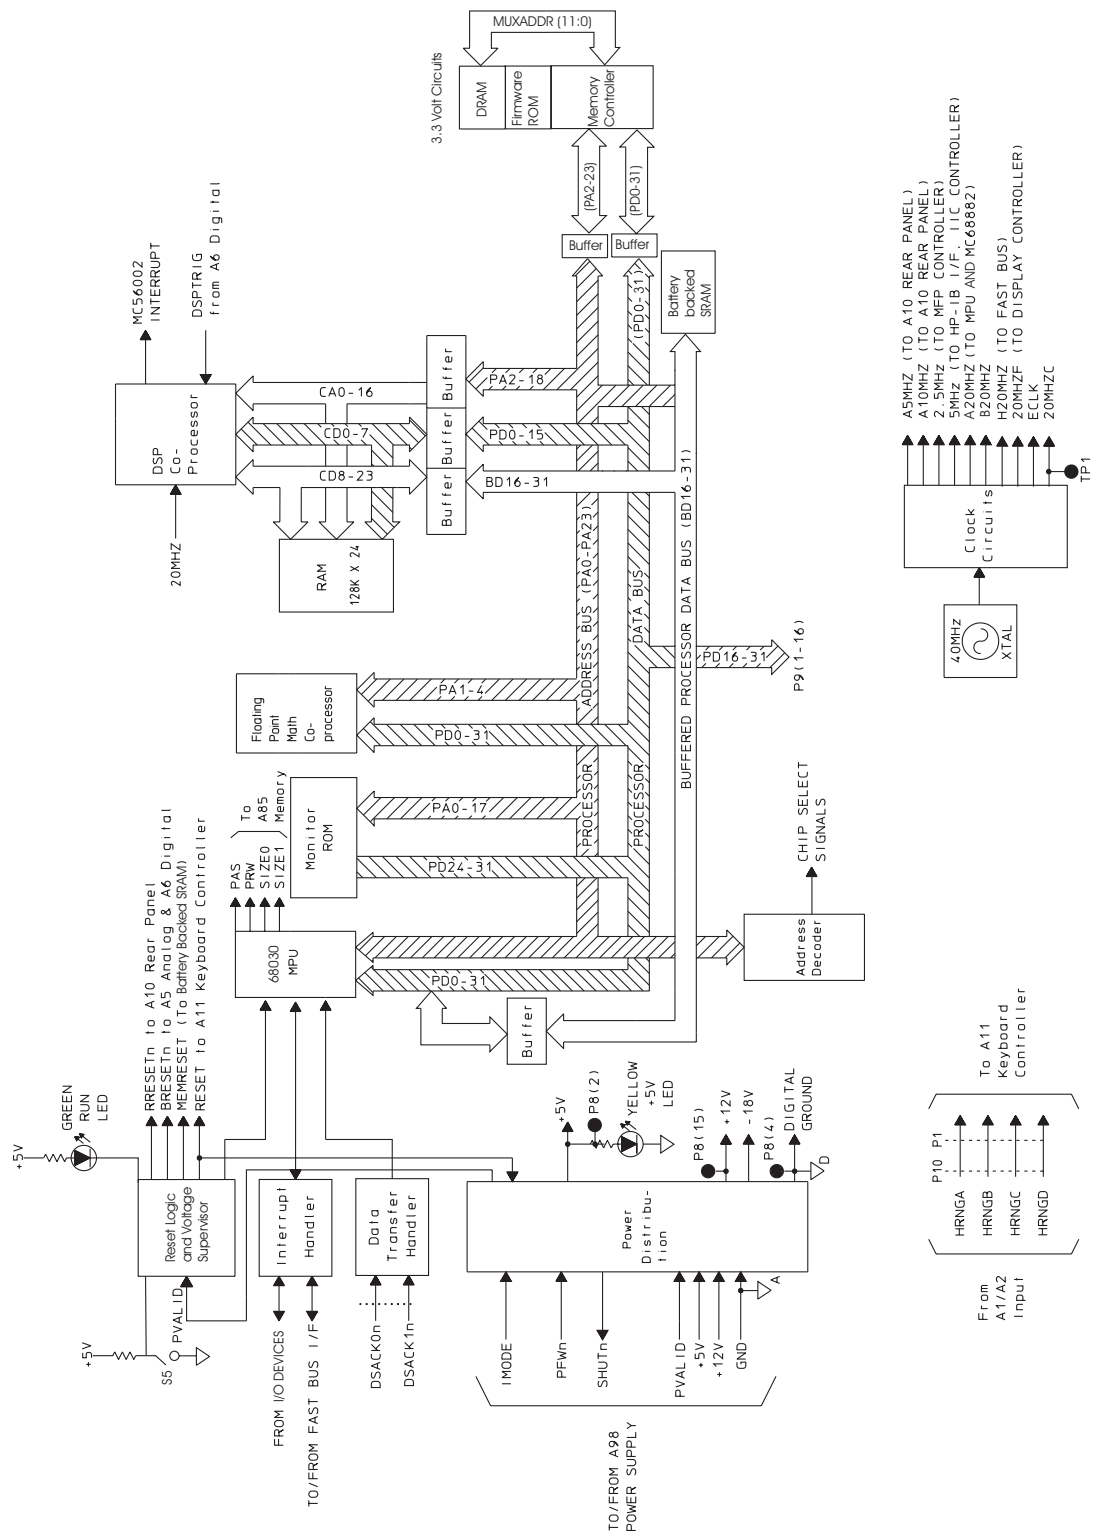 +5V
S5
PVALID
+5V
GREEN
RUN
LED
Reset Logic
and Voltage
Supervisor
RRESETn to A10 Rear Panel
BRESETn to A5 Analog & A6 Digital
MEMRESET (To Battery Backed SRAM)
RESET to A11 Keyboard Controller
FROM I/O DEVICES
TO/FROM FAST BUS I/F
Interrupt
Handler
DSACK0n
DSACK1n
Data
Transfer
Handler
68030
MPU
PAS
PRW
SIZE0
SIZE1
To
A85
Memory
Monitor
ROM
PD24-31
PA0-17
Floating
Point
Math
Co-
processor
PD0-31
PA1-4
20MHZ
DSP
Co-
Processor
MC56002
INTERRUPT
DSPTRIG
from A6 Digital
RAM
128K X 24
CD8-23
CD0-7
CA0-16
Buffer
Buffer
Buffer
BD16-31
PD0-15
PA2-18
3.3 Volt Circuits
DRAM
Firmware
ROM
Memory
Controller
MUXADDR (11:0)
(PA2-23)
(PD0-31)
Buffer
Buffer
PD0-31
Buffer
PROCESSOR
ADDRESS BUS (PA0-PA23)
PROCESSOR
DATA BUS
(PD0-31)
BUFFERED PROCESSOR DATA BUS (BD16-31)
Battery
backed
SRAM
PD16-31
P9(1-16)
Address
Decoder
CHIP SELECT
SIGNALS
TO/FROM A98
POWER SUPPLY
IMODE
PFWn
SHUTn
PVALID
+5V
+12V
GND
A
Power
Distribu-
tion
+5V
P8(2)
YELLOW
+5V
LED
P8(15)
+12V
-18V
P8(4)
DIGITAL
GROUND
D
From
A1/A2
Input
HRNGA
HRNGB
HRNGC
HRNGD
P10 P1
To A11
Keyboard
Controller
40MHz
XTAL
Clock
Circuits
A5MHZ (TO A10 REAR PANEL)
A10MHZ (TO A10 REAR PANEL)
2.5MHz (TO MFP CONTROLLER)
5MHz (TO HP-IB I/F. IIC CONTROLLER)
A20MHZ (TO MPU AND MC68882)
B20MHZ
H20MHZ (TO FAST BUS)
20MHZF (TO DISPLAY CONTROLLER)
ECLK
20MHZC
TP1